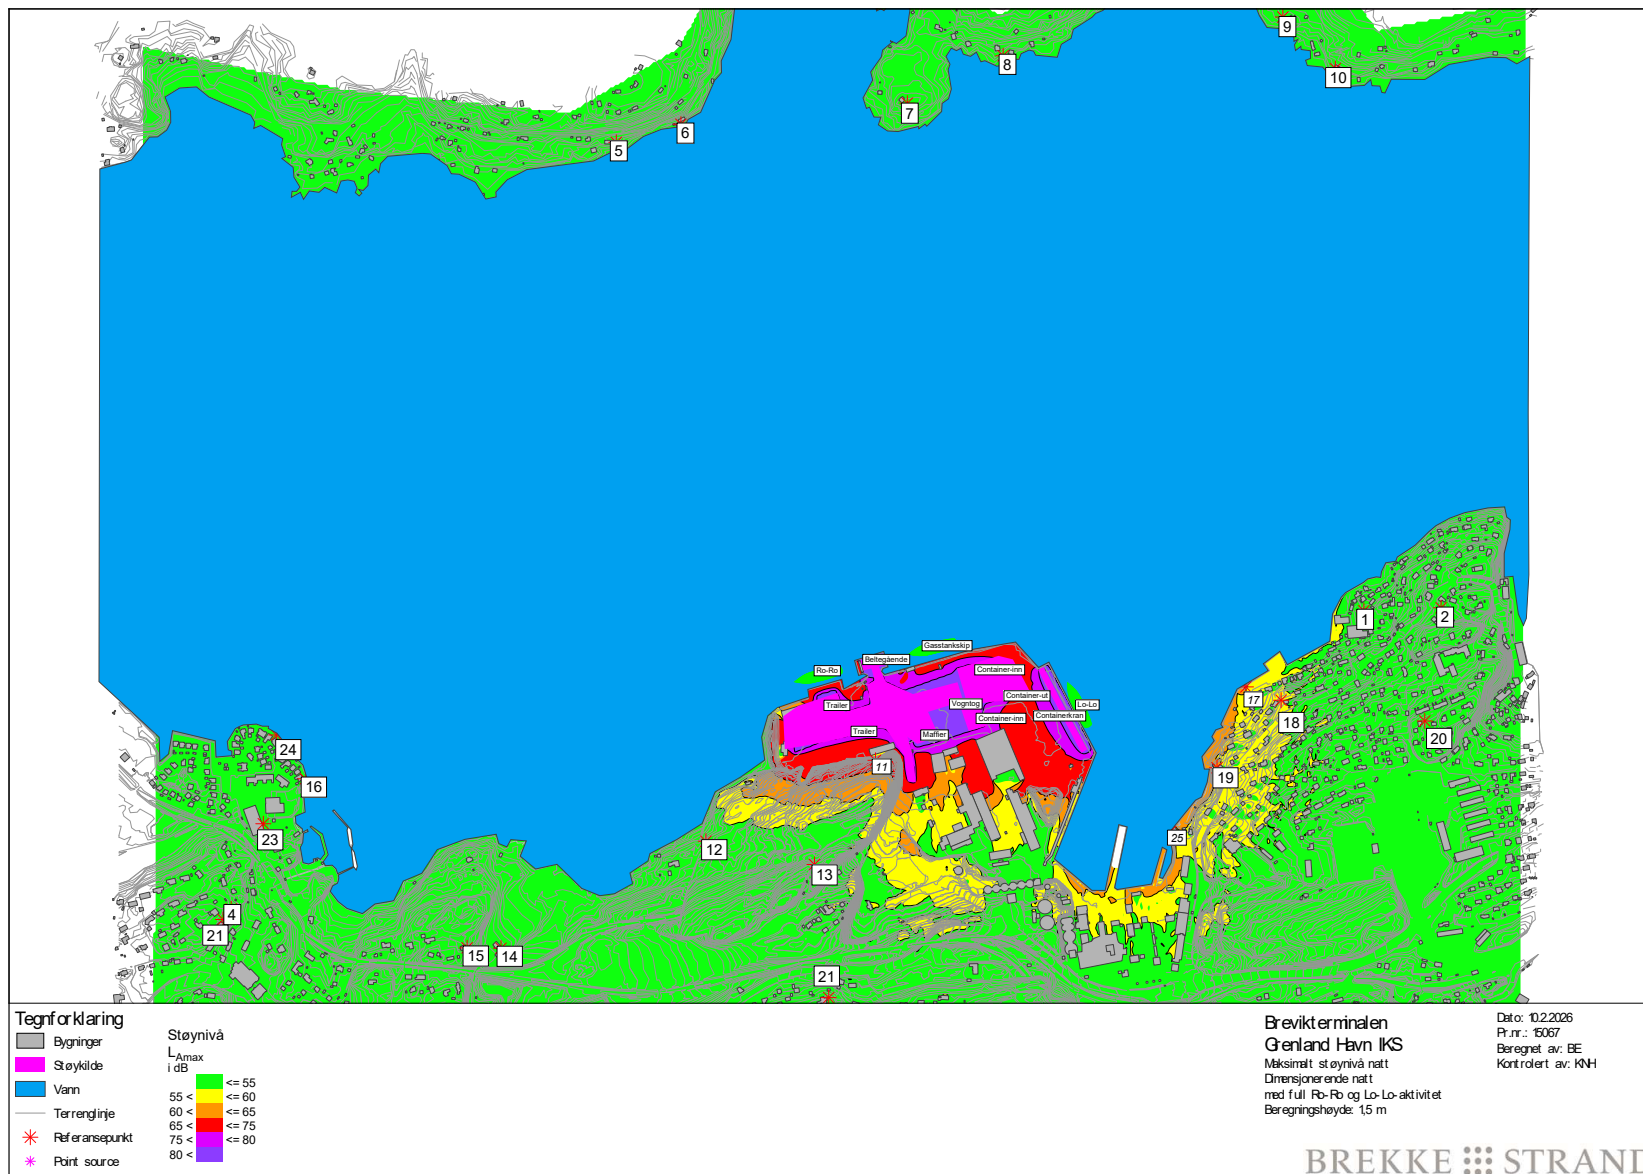 9
8
10
7
6
5
1
2
Gasstankskip
Beltegående
Ro-Ro
Container-inn
Container-ut
Trailer
Vogntog
Lo-Lo
Containerkran
Container-inn
Trailer
Maffier
17
18
20
24
11
19
16
23
12
25
13
4
21
15
14
21
Tegnforklaring
Bygninger
Støykilde
Vann
Terrenglinje
Referansepunkt
Point source
Støynivå
LAmax
i dB
<= 55
55 < <= 60
60 < <= 65
65 < <= 75
75 < <= 80
80 <
Brevikterminalen
Grenland Havn IKS
Maksimalt støynivå natt
Dimensjonerende natt
med full Ro-Ro og Lo-Lo-aktivitet
Beregningshøyde: 1,5 m
Dato: 10.2.2026
Pr.nr.: 15067
Beregnet av: BE
Kontrolert av: KNH
BREKKE STRAND